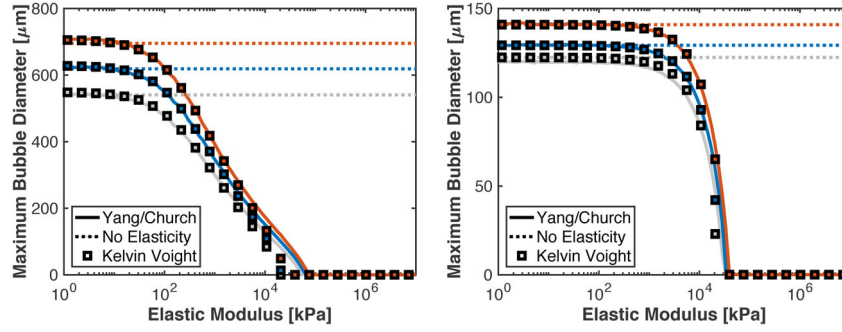 Maximum Bubble Diameter [μm]
800
600
400
200
0
Yang/Church
No Elasticity
Kelvin Voight
10^0
10^2
10^4
10^6
Elastic Modulus [kPa]
Maximum Bubble Diameter [μm]
150
100
50
0
Yang/Church
No Elasticity
Kelvin Voight
10^0
10^2
10^4
10^6
Elastic Modulus [kPa]